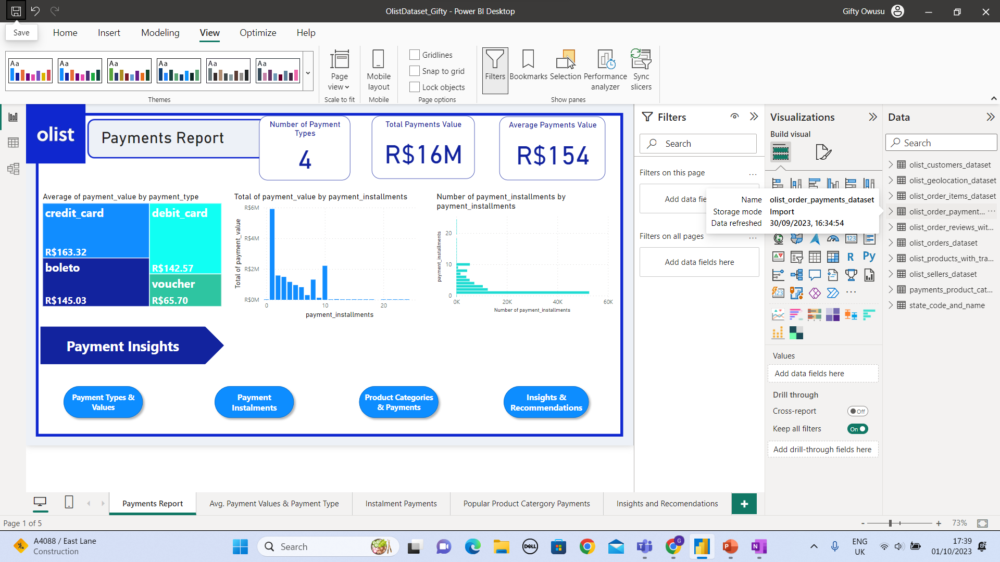 OlistDataset_Gifty - Power BI Desktop
Gifty Owusu
Save
Home
Insert
Modeling
View
Optimize
Help
Aa
Aa
Aa
Aa
Aa
Aa
Themes
Page
view
Scale to fit
Mobile
layout
Mobile
Gridlines
Snap to grid
Lock objects
Page options
Filters
Bookmarks
Selection
Performance
analyzer
Sync
slicers
Show panes
olist
Payments Report
Number of Payment
Types
4
Total Payments Value
R$16M
Average Payments Value
R$154
Average of payment_value by payment_type
credit_card
R$163.32
boleto
R$145.03
debit_card
R$142.57
voucher
R$65.70
Total of payment_value by payment_installments
Total of payment_value
R$6M
R$4M
R$2M
R$0M
0
10
20
payment_installments
Number of payment_installments by
payment_installments
payment_installments
20
10
0
0K
20K
40K
60K
Number of payment_installments
Payment Insights
Payment Types &
Values
Payment
Instalments
Product Categories
& Payments
Insights &
Recommendations
Filters
Search
Filters on this page
...
Add data fie
Filters on all pages
...
Add data fields here
Name olist_order_payments_dataset
Storage mode Import
Data refreshed 30/09/2023, 16:34:54
Visualizations
Build visual
123
R
Py
123
...
Values
Add data fields here
Drill through
Cross-report
Off
Keep all filters
On
Add drill-through fields here
Data
Search
olist_customers_dataset
olist_geolocation_dataset
olist_order_items_dataset
olist_order_payment... ...
olist_order_reviews_wit...
olist_orders_dataset
olist_products_with_tra...
olist_sellers_dataset
payments_product_cat...
state_code_and_name
Payments Report
Avg. Payment Values & Payment Type
Instalment Payments
Popular Product Catergory Payments
Insights and Recomendations
+
Page 1 of 5
- + 73%
A4088 / East Lane
Construction
Search
DELL
G
ENG
UK
17:39
01/10/2023